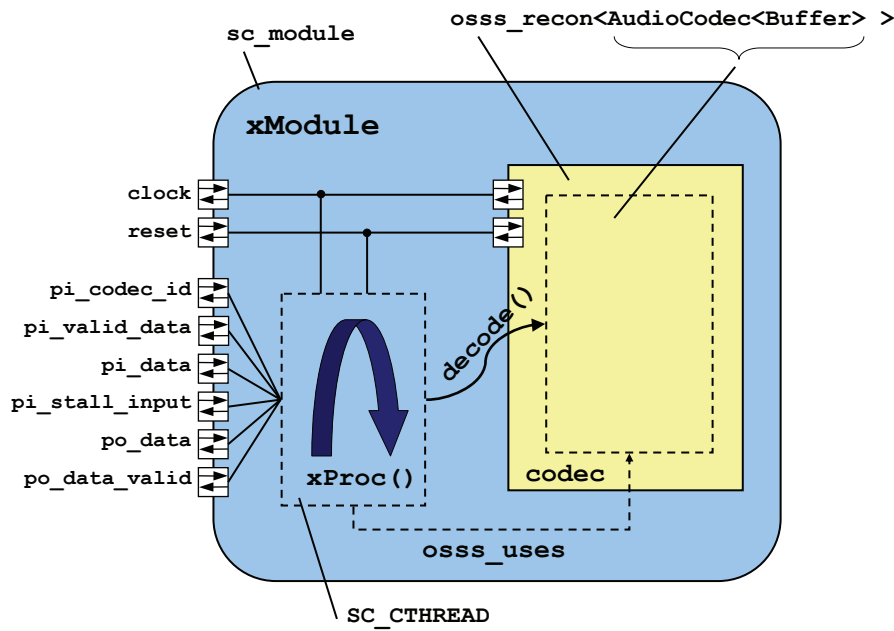 osss_recon<AudioCodec<Buffer> >
sc_module
xModule
clock
reset
pi_codec_id
pi_valid_data
pi_data
pi_stall_input
po_data
po_data_valid
decode()
xProc()
codec
osss_uses
SC_CTHREAD